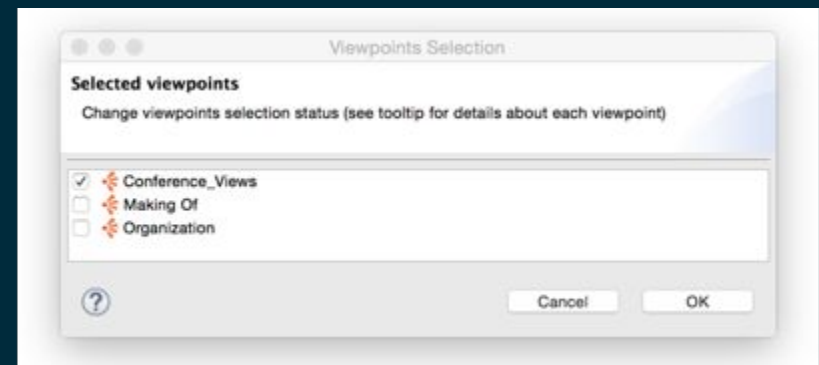 Viewpoints Selection
Selected viewpoints
Change viewpoints selection status (see tooltip for details about each viewpoint)
Conference_Views
Making Of
Organization
?
Cancel
OK